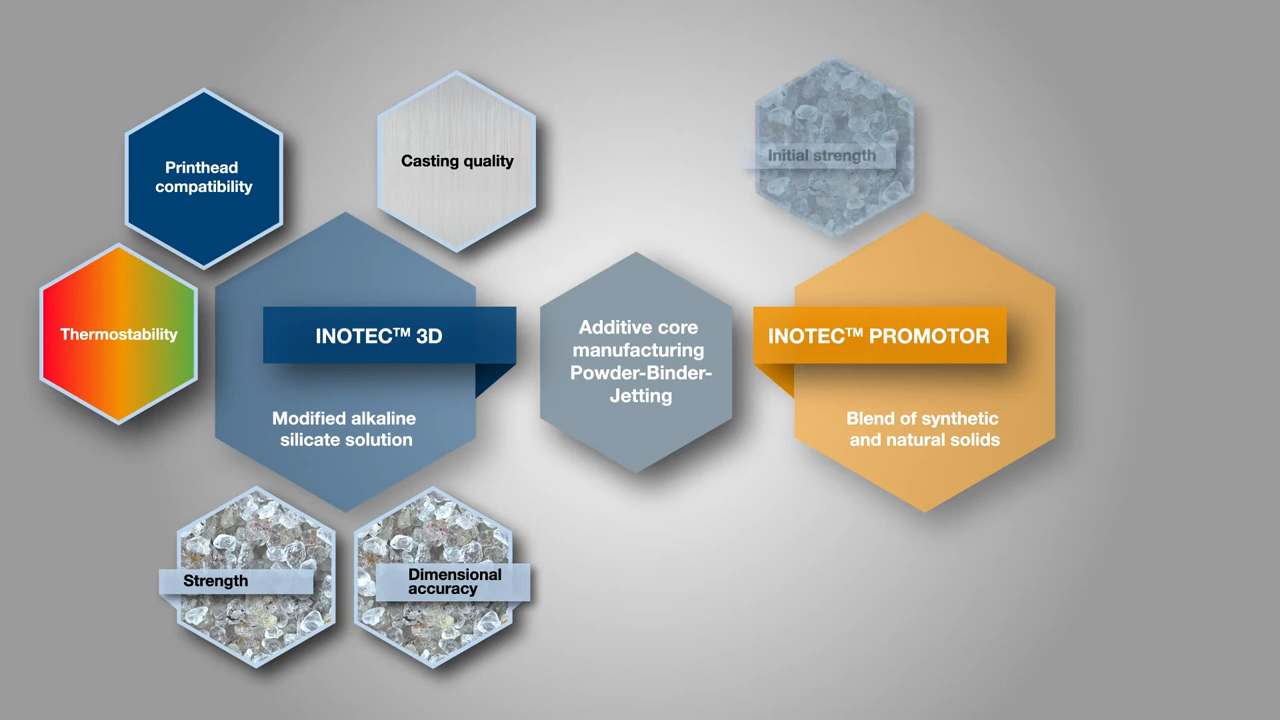 Printhead
compatibility
Casting quality
Initial strength
Thermostability
INOTEC™ 3D
Modified alkaline
silicate solution
Additive core
manufacturing
Powder-Binder-
Jetting
INOTEC™ PROMOTOR
Blend of synthetic
and natural solids
Strength
Dimensional
accuracy